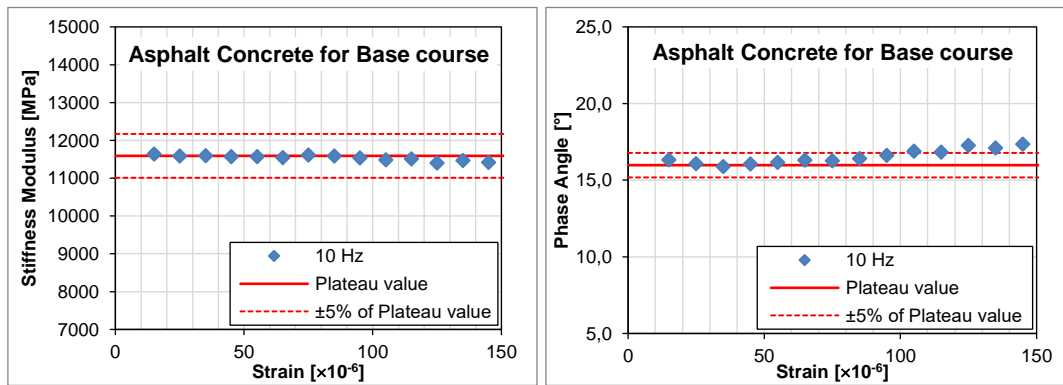 Asphalt Concrete for Base course
Stiffness Modulus [MPa]
15000
14000
13000
12000
11000
10000
9000
8000
7000
10 Hz
Plateau value
±5% of Plateau value
0
50
100
150
Strain [×10⁻⁶]
Asphalt Concrete for Base course
Phase Angle [°]
25,0
20,0
15,0
10,0
5,0
10 Hz
Plateau value
±5% of Plateau value
0
50
100
150
Strain [×10⁻⁶]